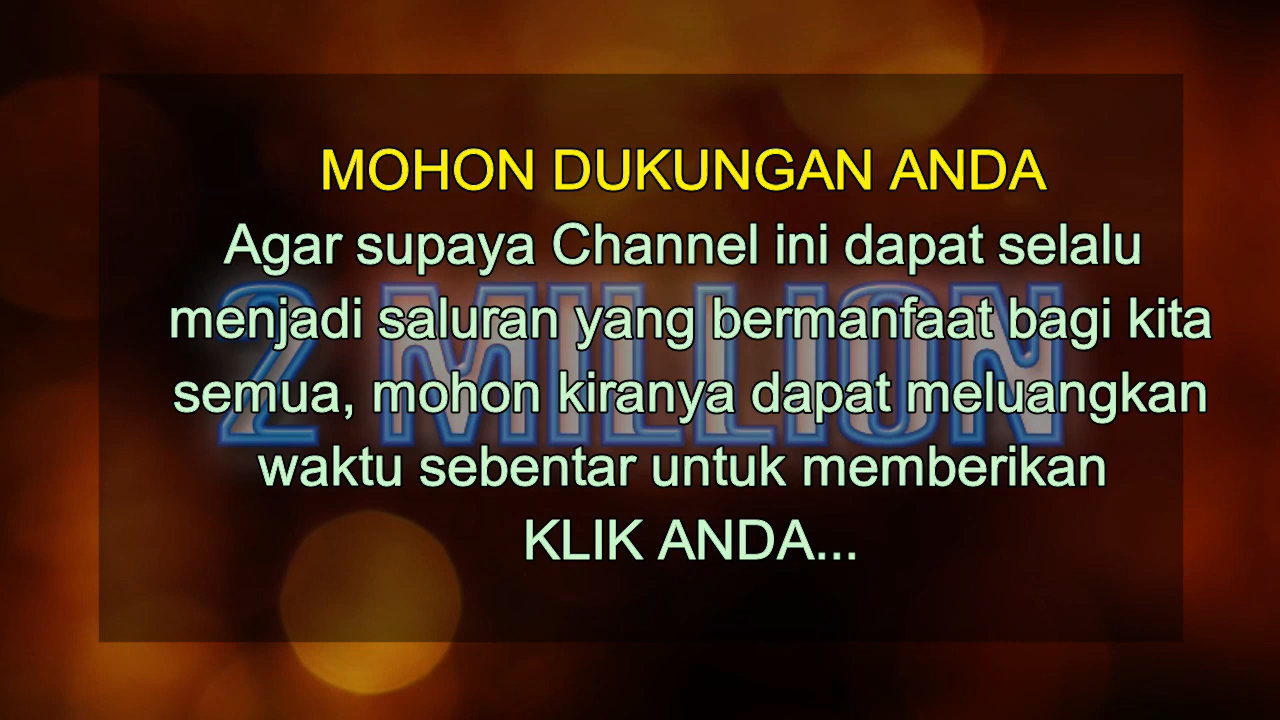 MOHON DUKUNGAN ANDA
Agar supaya Channel ini dapat selalu
menjadi saluran yang bermanfaat bagi kita
semua, mohon kiranya dapat meluangkan
waktu sebentar untuk memberikan
KLIK ANDA...
2 MILLION